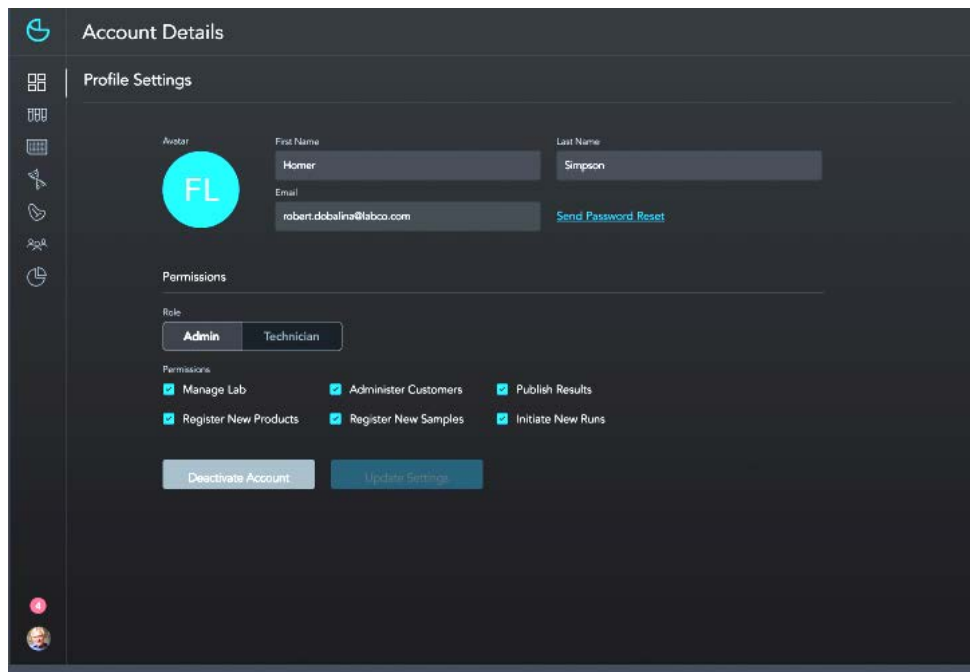 Account Details
Profile Settings
Avatar
First Name
Last Name
FL
Homer
Simpson
Email
robert.dobalina@labco.com
Send Password Reset
Permissions
Role
Admin
Technician
Permissions
Manage Lab
Administer Customers
Publish Results
Register New Products
Register New Samples
Initiate New Runs
Deactivate Account
Update Settings
4